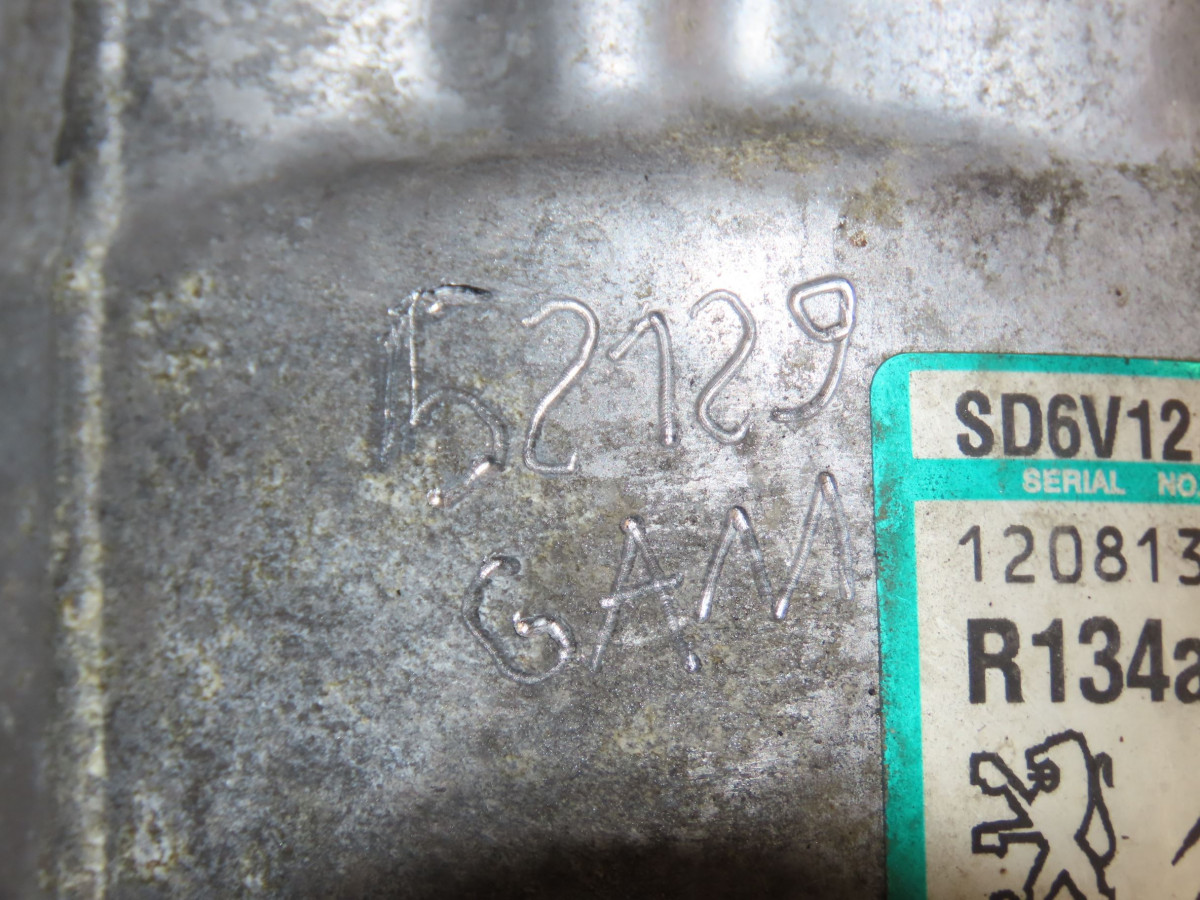 52129
GAM
SD6V12
SERIAL NO.
120813
R134a